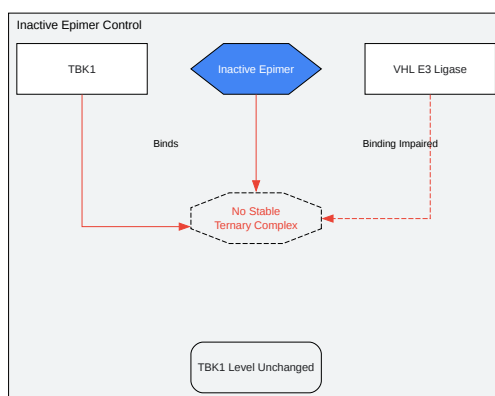 Inactive Epimer Control
TBK1
Inactive Epimer
VHL E3 Ligase
Binds
Binding Impaired
No Stable
Ternary Complex
TBK1 Level Unchanged